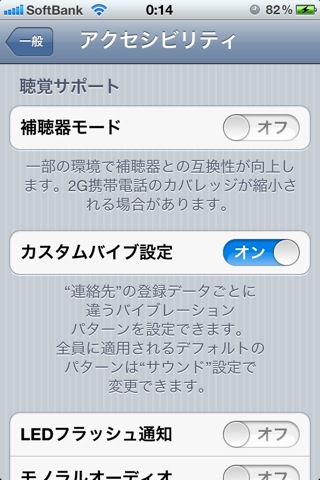 SoftBank 0:14 82%
一般 アクセシビリティ
聴覚サポート
補聴器モード オフ
一部の環境で補聴器との互換性が向上し
ます。2G携帯電話のカバレッジが縮小さ
れる場合があります。
カスタムバイブ設定 オン
“連絡先”の登録データごとに
違うバイブレーション
パターンを設定できます。
全員に適用されるデフォルトの
パターンは“サウンド”設定で
変更できます。
LEDフラッシュ通知 オフ
モノラルオーディオ オフ